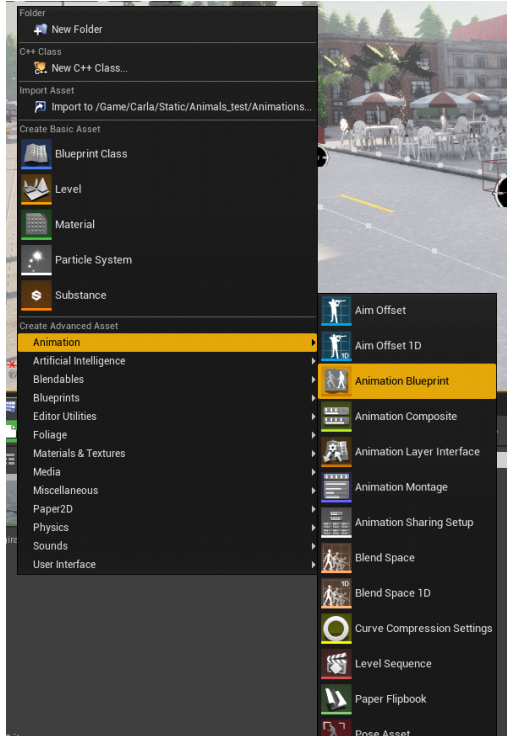 Folder
New Folder
C++ Class
New C++ Class...
Import Asset
Import to /Game/Carla/Static/Animals_test/Animations...
Create Basic Asset
Blueprint Class
Level
Material
Particle System
Substance
Create Advanced Asset
Animation
Artificial Intelligence
Blendables
Blueprints
Editor Utilities
Foliage
Materials & Textures
Media
Miscellaneous
Paper2D
Physics
Sounds
User Interface
Aim Offset
1D
Aim Offset 1D
Animation Blueprint
Animation Composite
Animation Layer Interface
Animation Montage
Animation Sharing Setup
Blend Space
1D
Blend Space 1D
Curve Compression Settings
Level Sequence
Paper Flipbook
Pose Asset